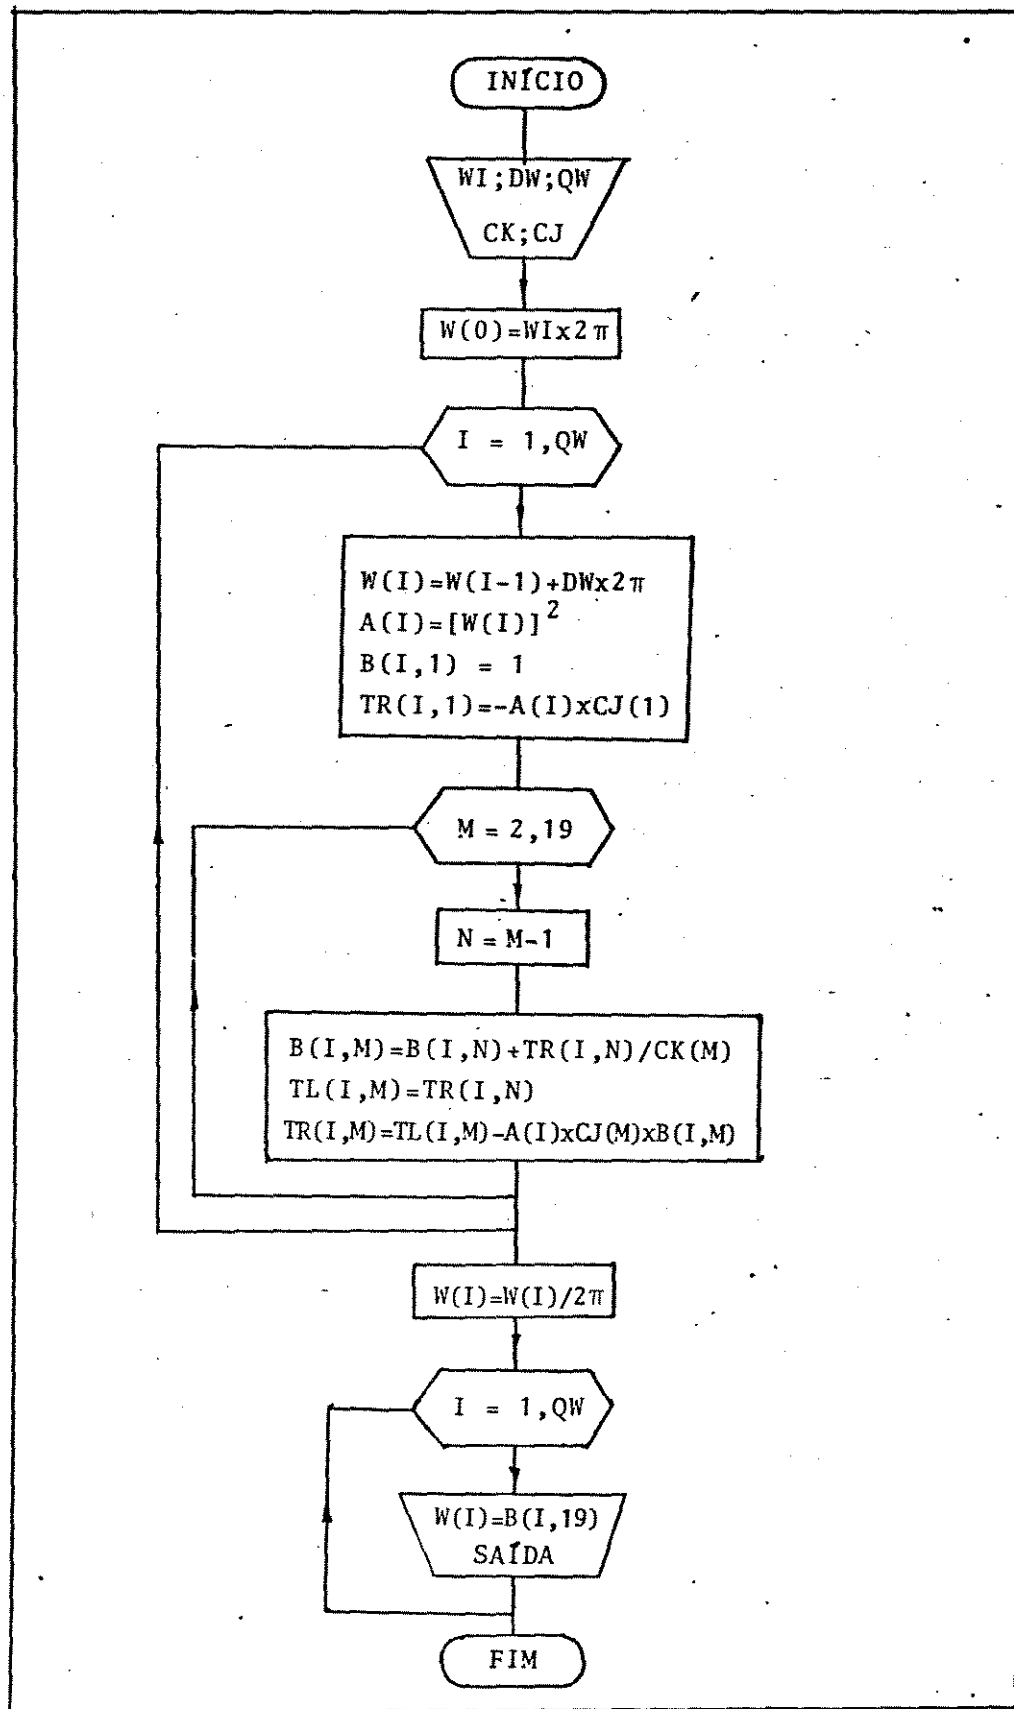 INÍCIO
WI;DW;QW
CK;CJ
W(0)=WIx2π
I = 1,QW
W(I)=W(I-1)+DWx2π
A(I)=[W(I)]²
B(I,1) = 1
TR(I,1)=-A(I)xCJ(1)
M = 2,19
N = M-1
B(I,M)=B(I,N)+TR(I,N)/CK(M)
TL(I,M)=TR(I,N)
TR(I,M)=TL(I,M)-A(I)xCJ(M)xB(I,M)
W(I)=W(I)/2π
I = 1,QW
W(I)=B(I,19)
SAÍDA
FIM